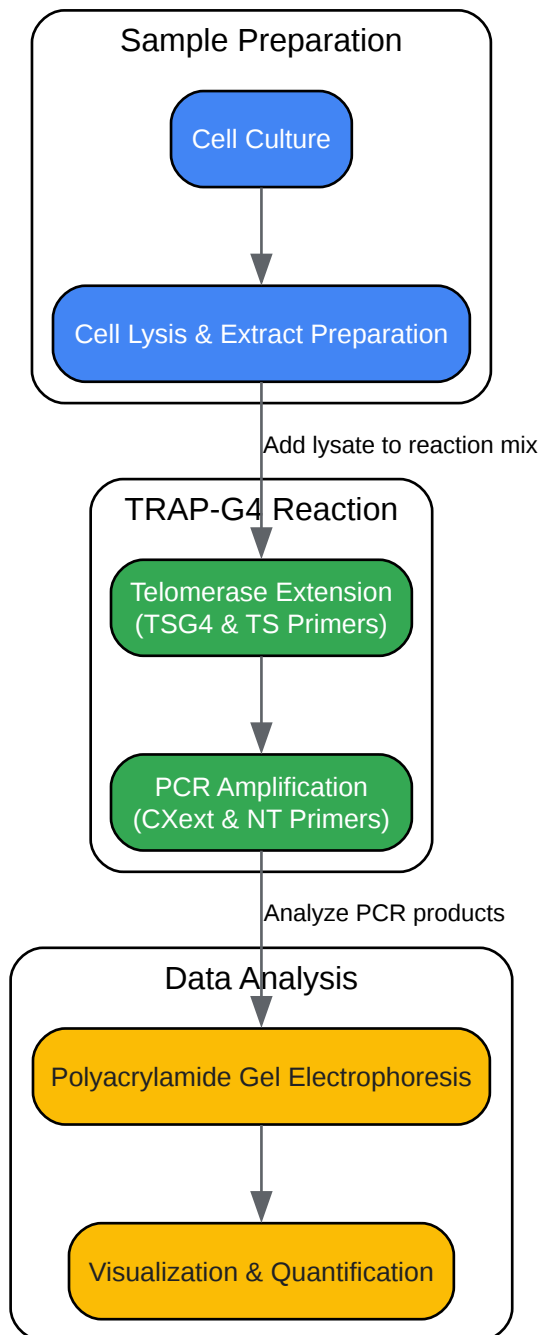 Sample Preparation
Cell Culture
Cell Lysis & Extract Preparation
Add lysate to reaction mix
TRAP-G4 Reaction
Telomerase Extension
(TSG4 & TS Primers)
PCR Amplification
(CXext & NT Primers)
Analyze PCR products
Data Analysis
Polyacrylamide Gel Electrophoresis
Visualization & Quantification